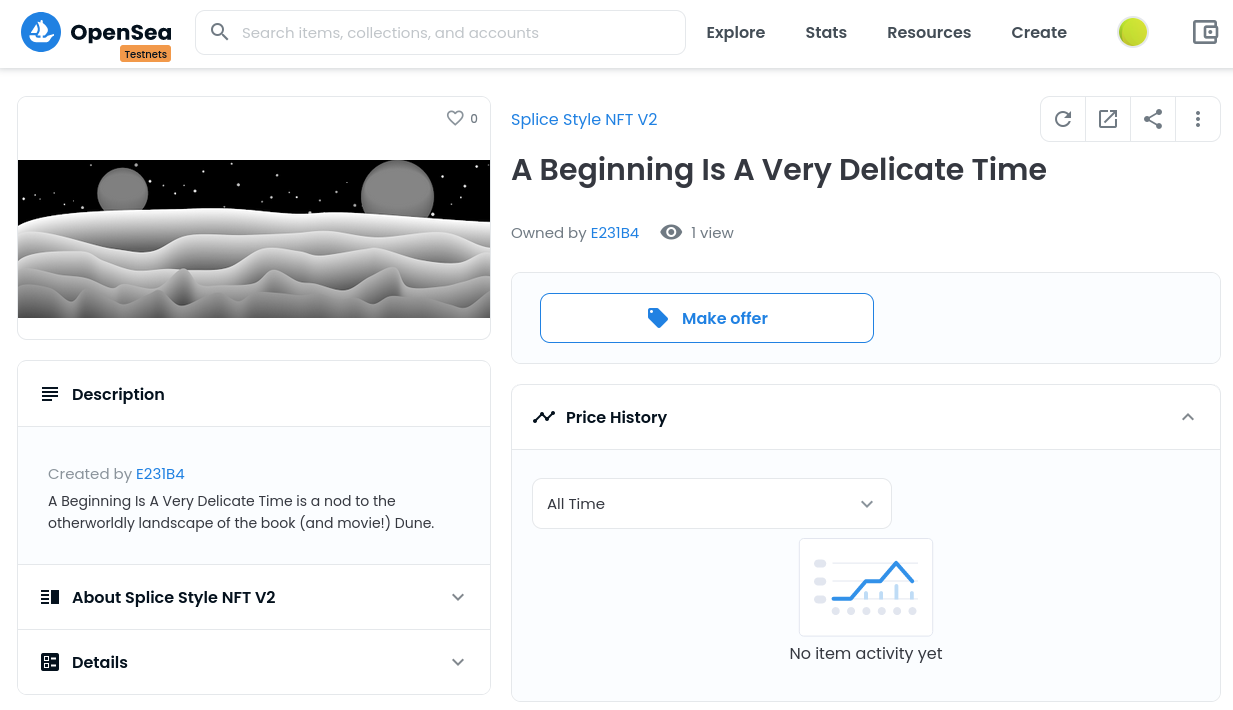 OpenSea
Testnets
Search items, collections, and accounts
Explore
Stats
Resources
Create
0
Splice Style NFT V2
A Beginning Is A Very Delicate Time
Owned by E231B4
1 view
Make offer
Description
Created by E231B4
A Beginning Is A Very Delicate Time is a nod to the
otherworldly landscape of the book (and movie!) Dune.
About Splice Style NFT V2
Details
Price History
All Time
No item activity yet